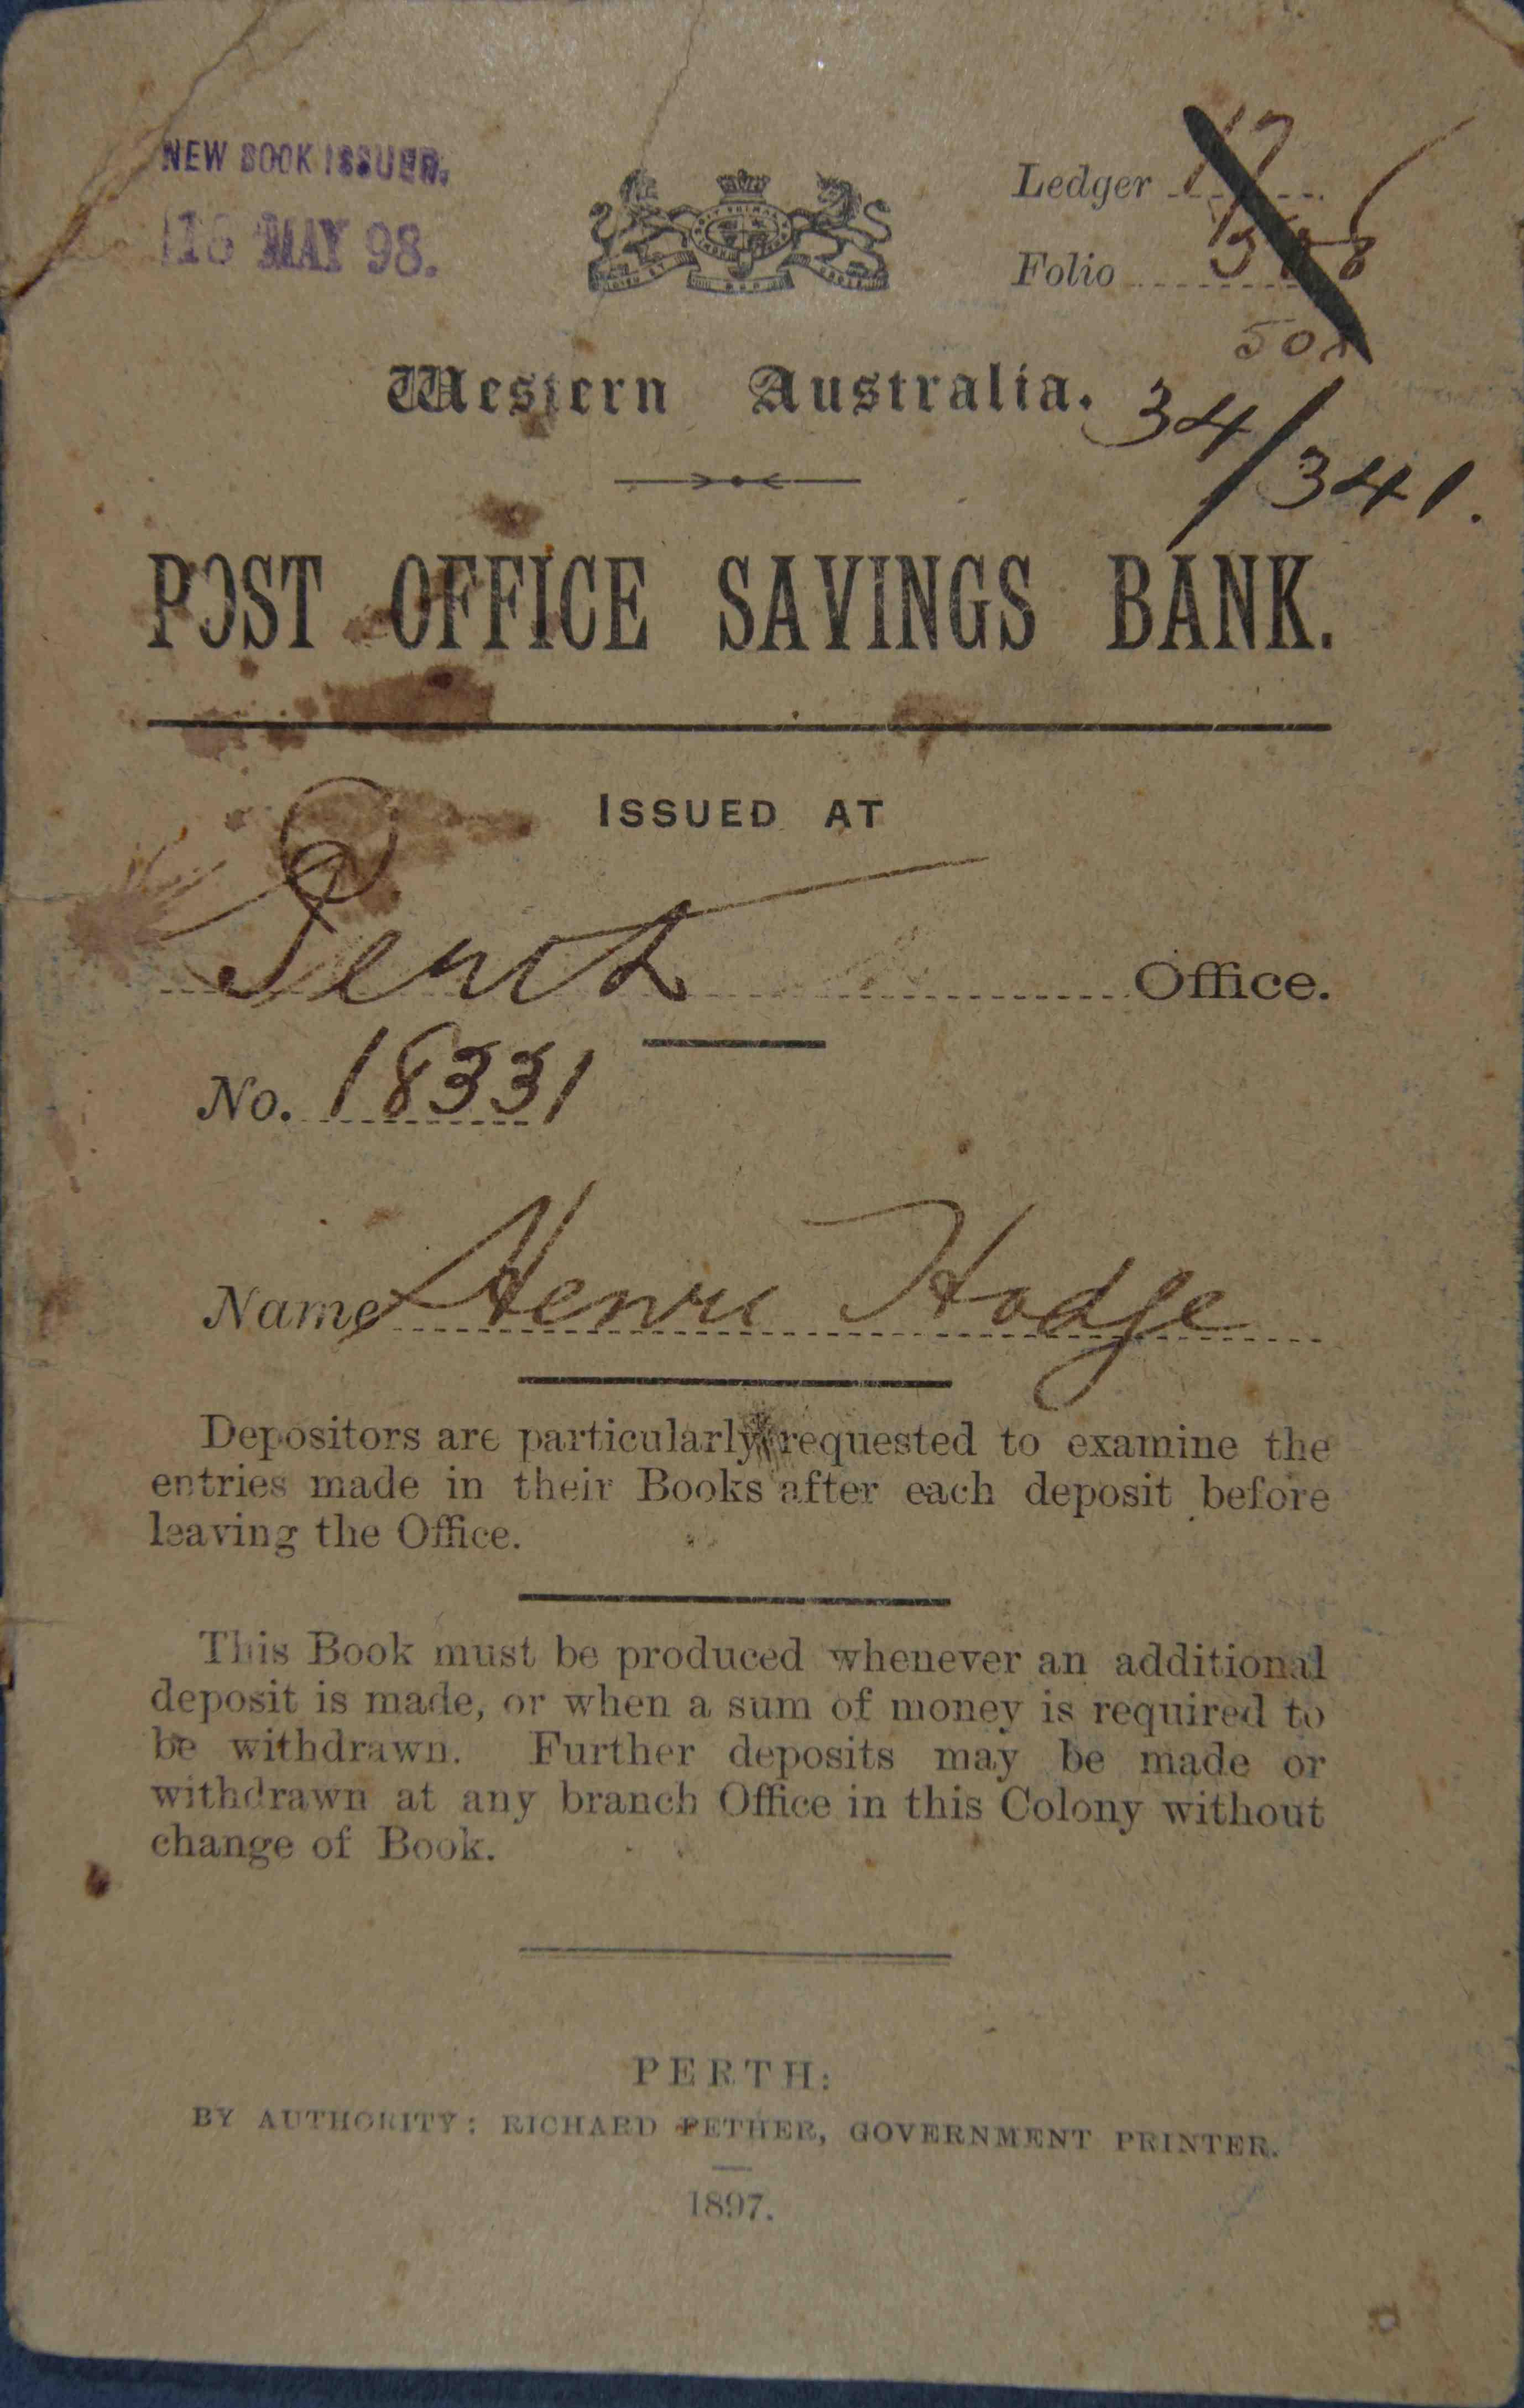 NEW BOOK ISSUED.
16 MAY 98.
Ledger 17
Folio
50
34/341.
Western Australia.
POST OFFICE SAVINGS BANK.
ISSUED AT
Perth Office.
No. 18331
Name Henri Hodge
Depositors are particularly requested to examine the
entries made in their Books after each deposit before
leaving the Office.
This Book must be produced whenever an additional
deposit is made, or when a sum of money is required to
be withdrawn. Further deposits may be made or
withdrawn at any branch Office in this Colony without
change of Book.
PERTH:
BY AUTHORITY: RICHARD PETHER, GOVERNMENT PRINTER.
1897.